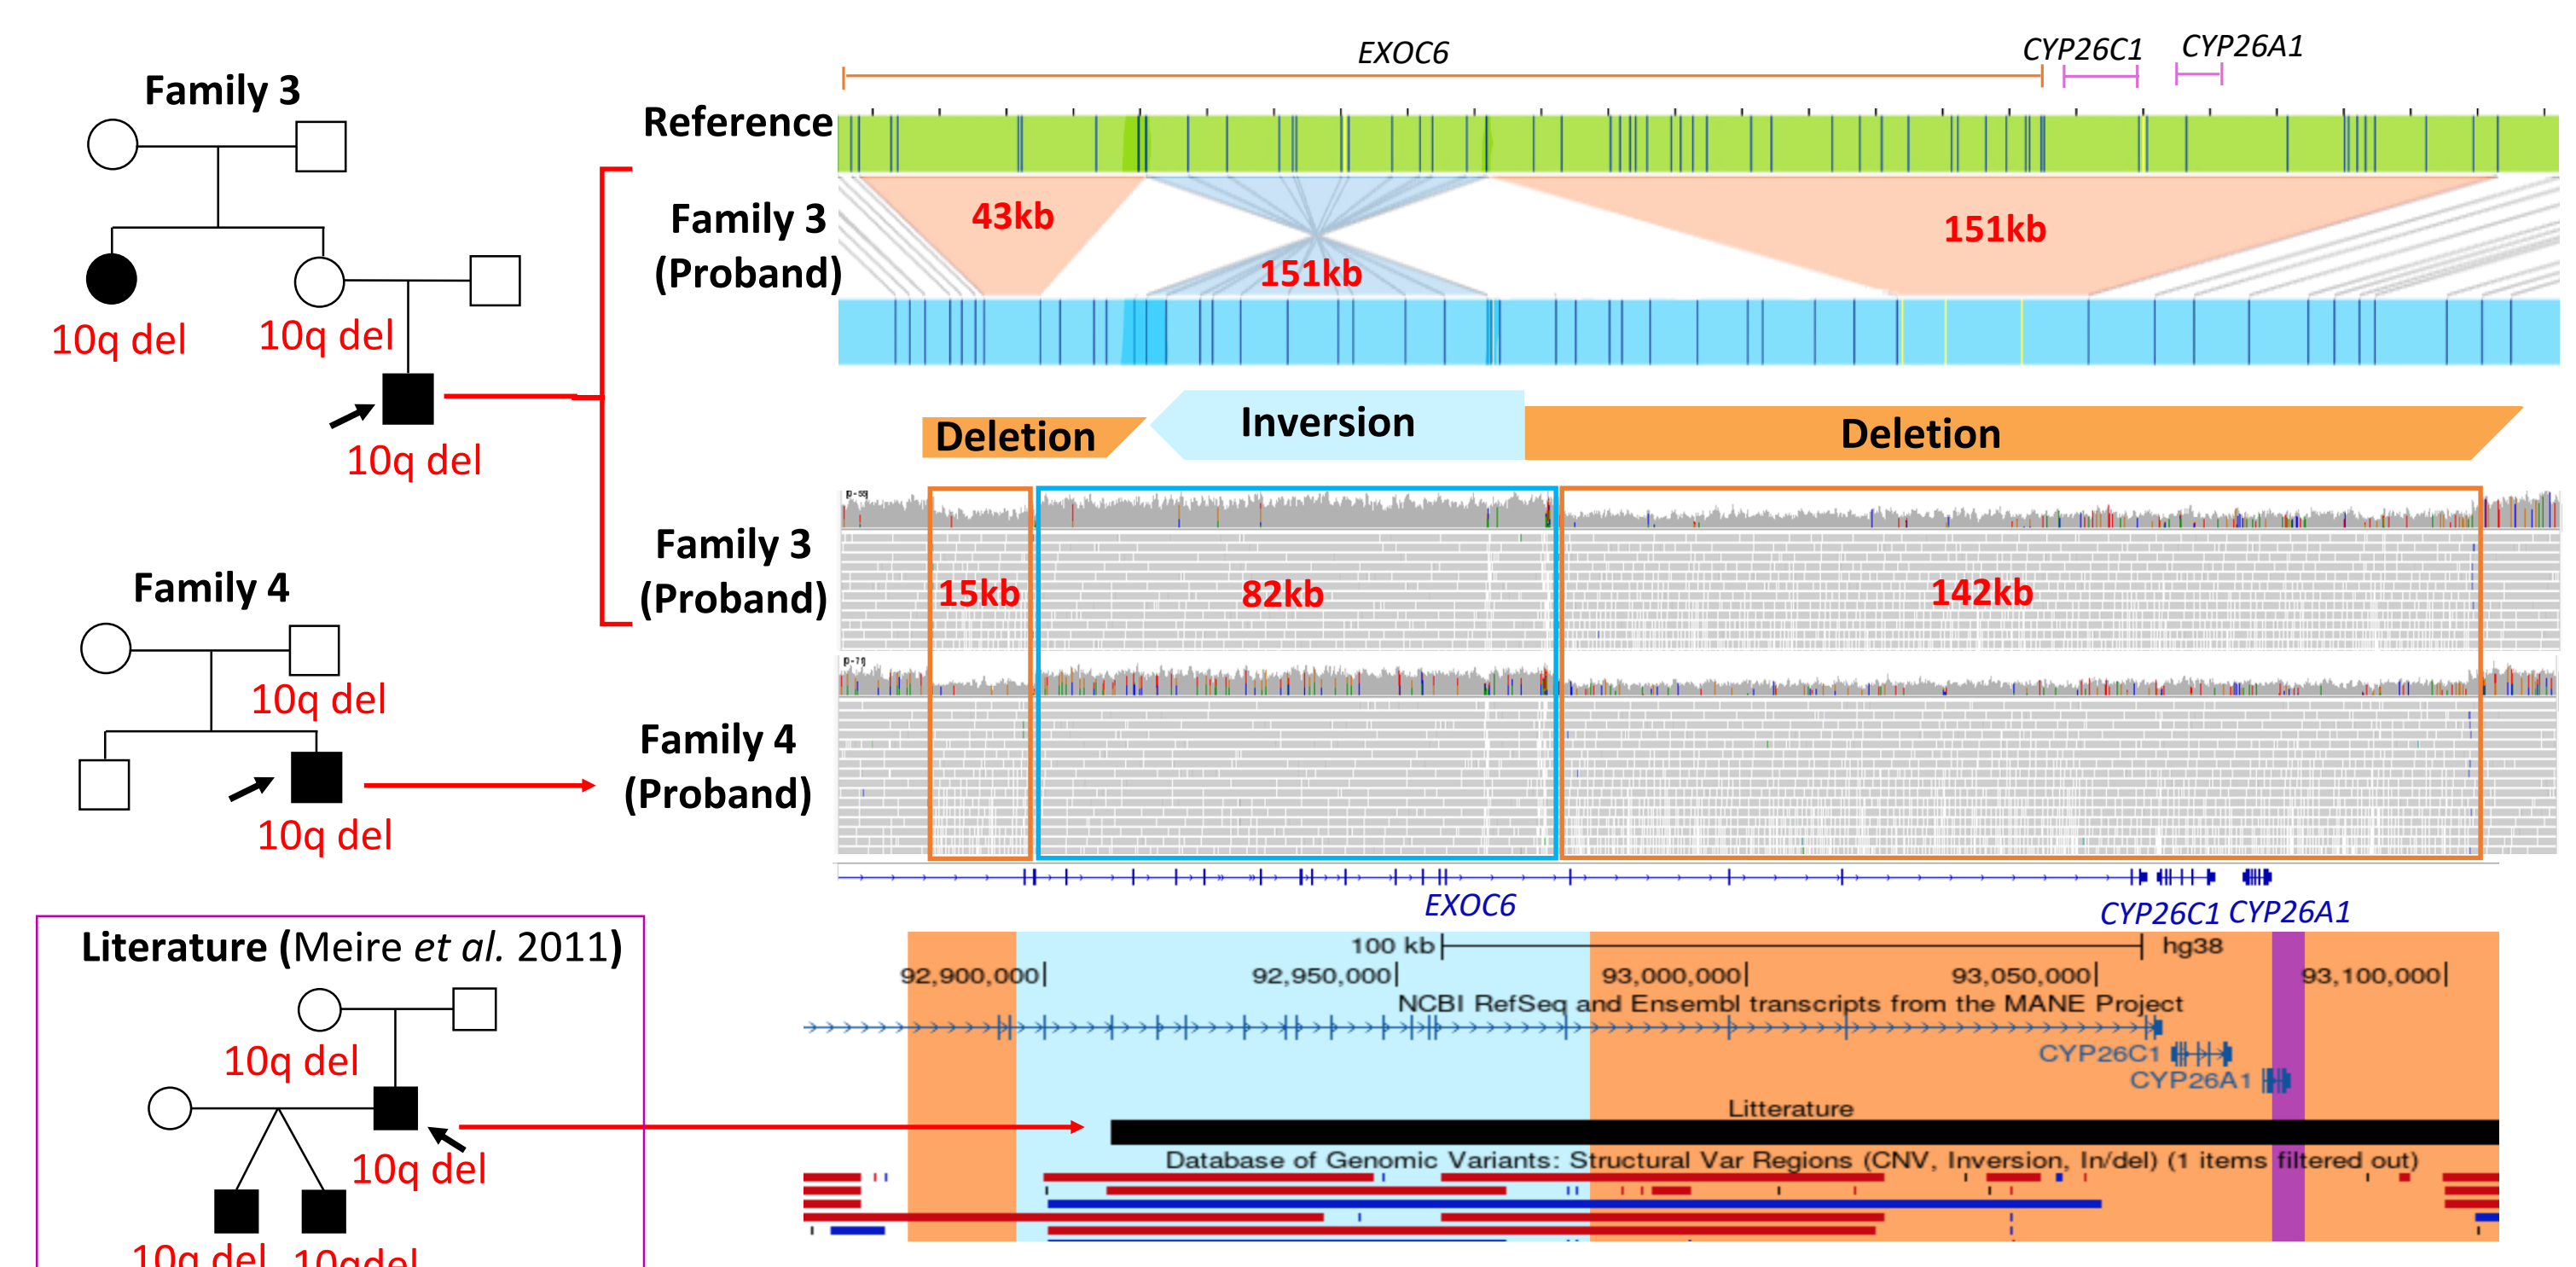 Family 3
10q del
10q del
10q del
Family 4
10q del
10q del
Literature (Meire et al. 2011)
10q del
10q del
10q del
10qdel
EXOC6
CYP26C1
CYP26A1
Reference
Family 3
(Proband)
43kb
151kb
151kb
Deletion
Inversion
Deletion
Family 3
(Proband)
15kb
82kb
142kb
Family 4
(Proband)
EXOC6
CYP26C1
CYP26A1
100 kb
hg38
92,900,000
92,950,000
93,000,000
93,050,000
93,100,000
NCBI RefSeq and Ensembl transcripts from the MANE Project
CYP26C1
CYP26A1
Litterature
Database of Genomic Variants: Structural Var Regions (CNV, Inversion, In/del) (1 items filtered out)